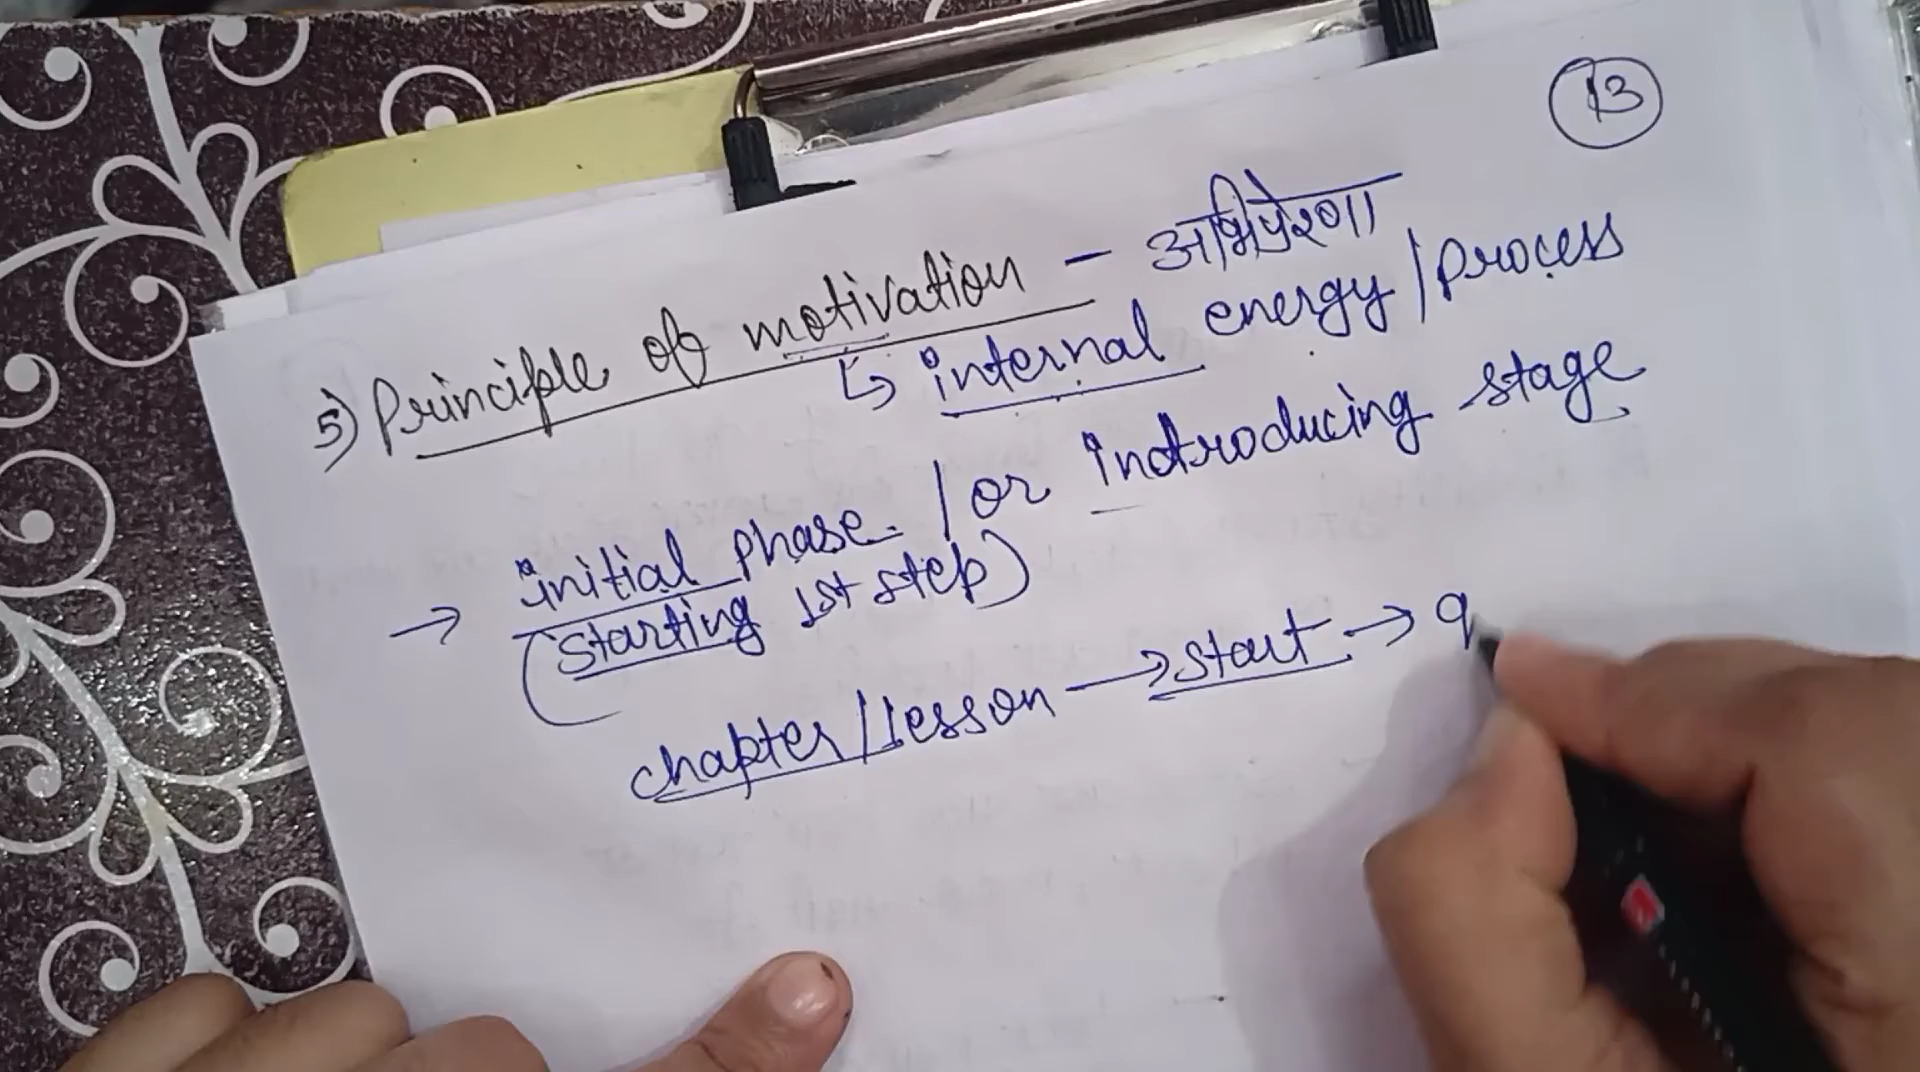 13
5) Principle of motivation - अभिप्रेरणा
↳ internal energy/process
→ initial phase. / or introducing stage
(starting 1st step)
chapter/lesson → start → q